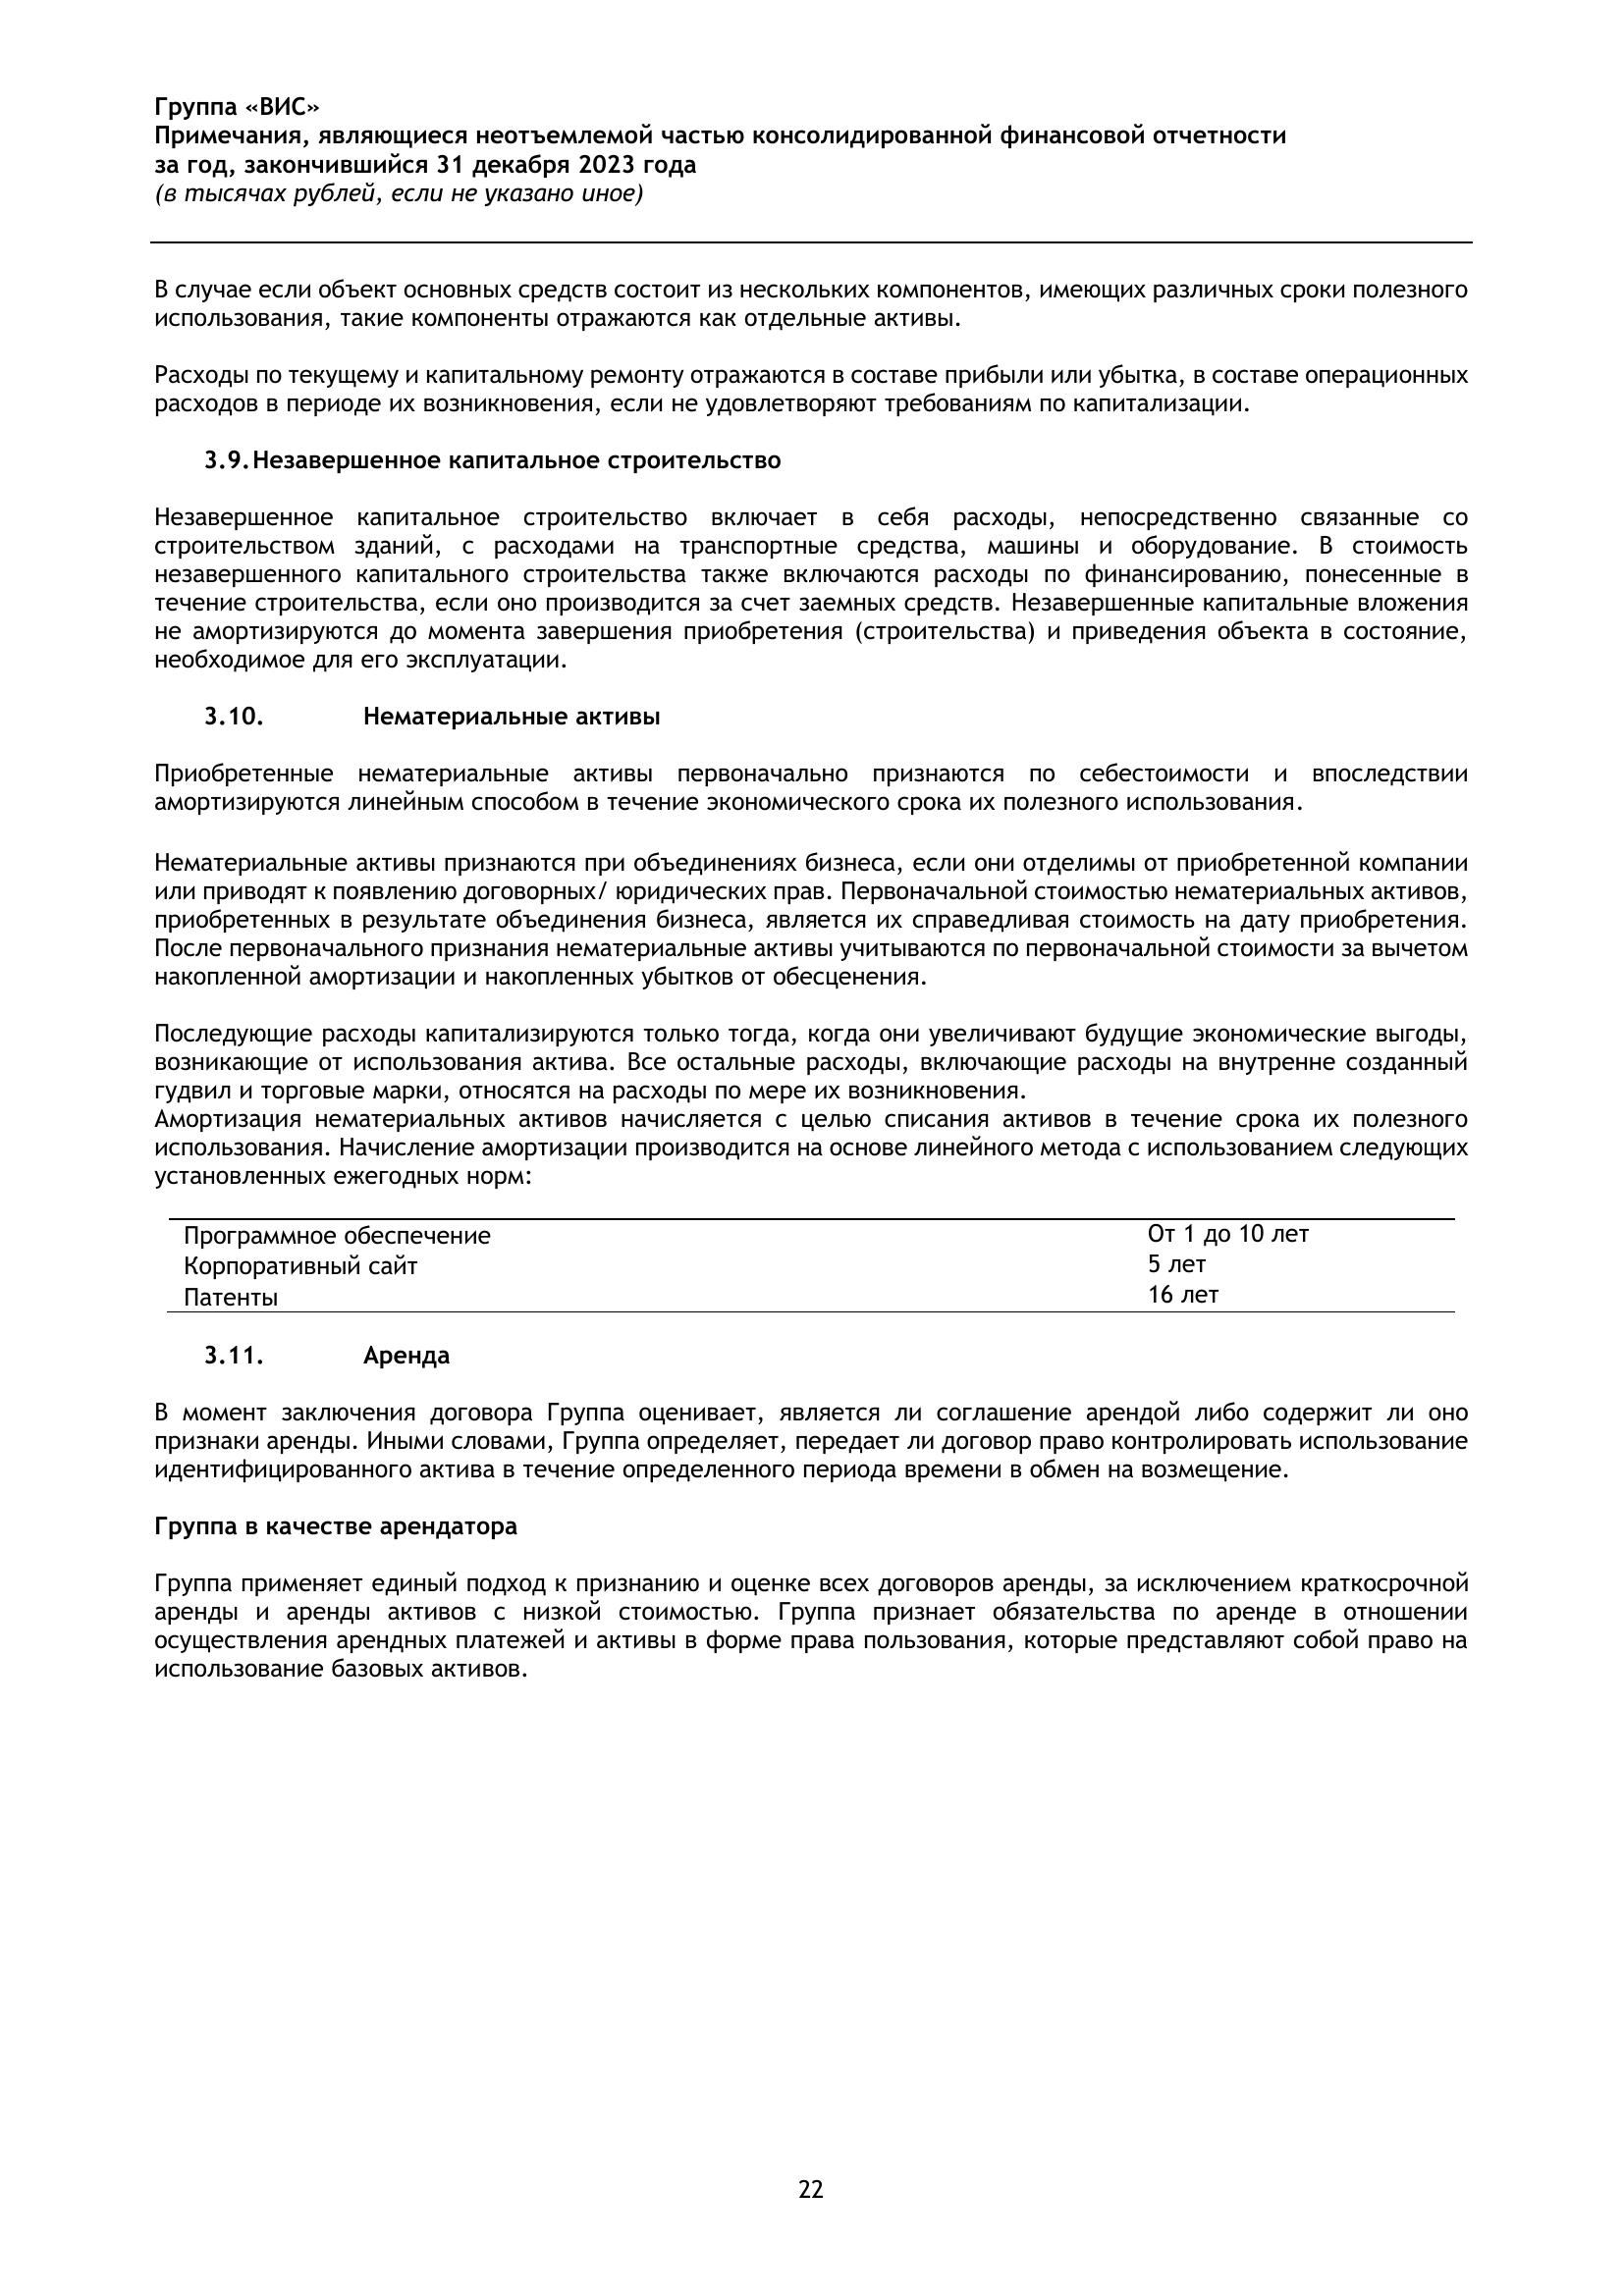 Группа «ВИС»
Примечания, являющиеся неотъемлемой частью консолидированной финансовой отчетности
за год, закончившийся 31 декабря 2023 года
(в тысячах рублей, если не указано иное)
В случае если объект основных средств состоит из нескольких компонентов, имеющих различных сроки полезного
использования, такие компоненты отражаются как отдельные активы.
Расходы по текущему и капитальному ремонту отражаются в составе прибыли или убытка, в составе операционных
расходов в периоде их возникновения, если не удовлетворяют требованиям по капитализации.
3.9. Незавершенное капитальное строительство
Незавершенное капитальное строительство включает в себя расходы, непосредственно связанные со
строительством зданий, с расходами на транспортные средства, машины и оборудование. В стоимость
незавершенного капитального строительства также включаются расходы по финансированию, понесенные в
течение строительства, если оно производится за счет заемных средств. Незавершенные капитальные вложения
не амортизируются до момента завершения приобретения (строительства) и приведения объекта в состояние,
необходимое для его эксплуатации.
3.10. Нематериальные активы
Приобретенные нематериальные активы первоначально признаются по себестоимости и впоследствии
амортизируются линейным способом в течение экономического срока их полезного использования.
Нематериальные активы признаются при объединениях бизнеса, если они отделимы от приобретенной компании
или приводят к появлению договорных/ юридических прав. Первоначальной стоимостью нематериальных активов,
приобретенных в результате объединения бизнеса, является их справедливая стоимость на дату приобретения.
После первоначального признания нематериальные активы учитываются по первоначальной стоимости за вычетом
накопленной амортизации и накопленных убытков от обесценения.
Последующие расходы капитализируются только тогда, когда они увеличивают будущие экономические выгоды,
возникающие от использования актива. Все остальные расходы, включающие расходы на внутренне созданный
гудвил и торговые марки, относятся на расходы по мере их возникновения.
Амортизация нематериальных активов начисляется с целью списания активов в течение срока их полезного
использования. Начисление амортизации производится на основе линейного метода с использованием следующих
установленных ежегодных норм:
Программное обеспечение От 1 до 10 лет
Корпоративный сайт 5 лет
Патенты 16 лет
3.11. Аренда
В момент заключения договора Группа оценивает, является ли соглашение арендой либо содержит ли оно
признаки аренды. Иными словами, Группа определяет, передает ли договор право контролировать использование
идентифицированного актива в течение определенного периода времени в обмен на возмещение.
Группа в качестве арендатора
Группа применяет единый подход к признанию и оценке всех договоров аренды, за исключением краткосрочной
аренды и аренды активов с низкой стоимостью. Группа признает обязательства по аренде в отношении
осуществления арендных платежей и активы в форме права пользования, которые представляют собой право на
использование базовых активов.
22